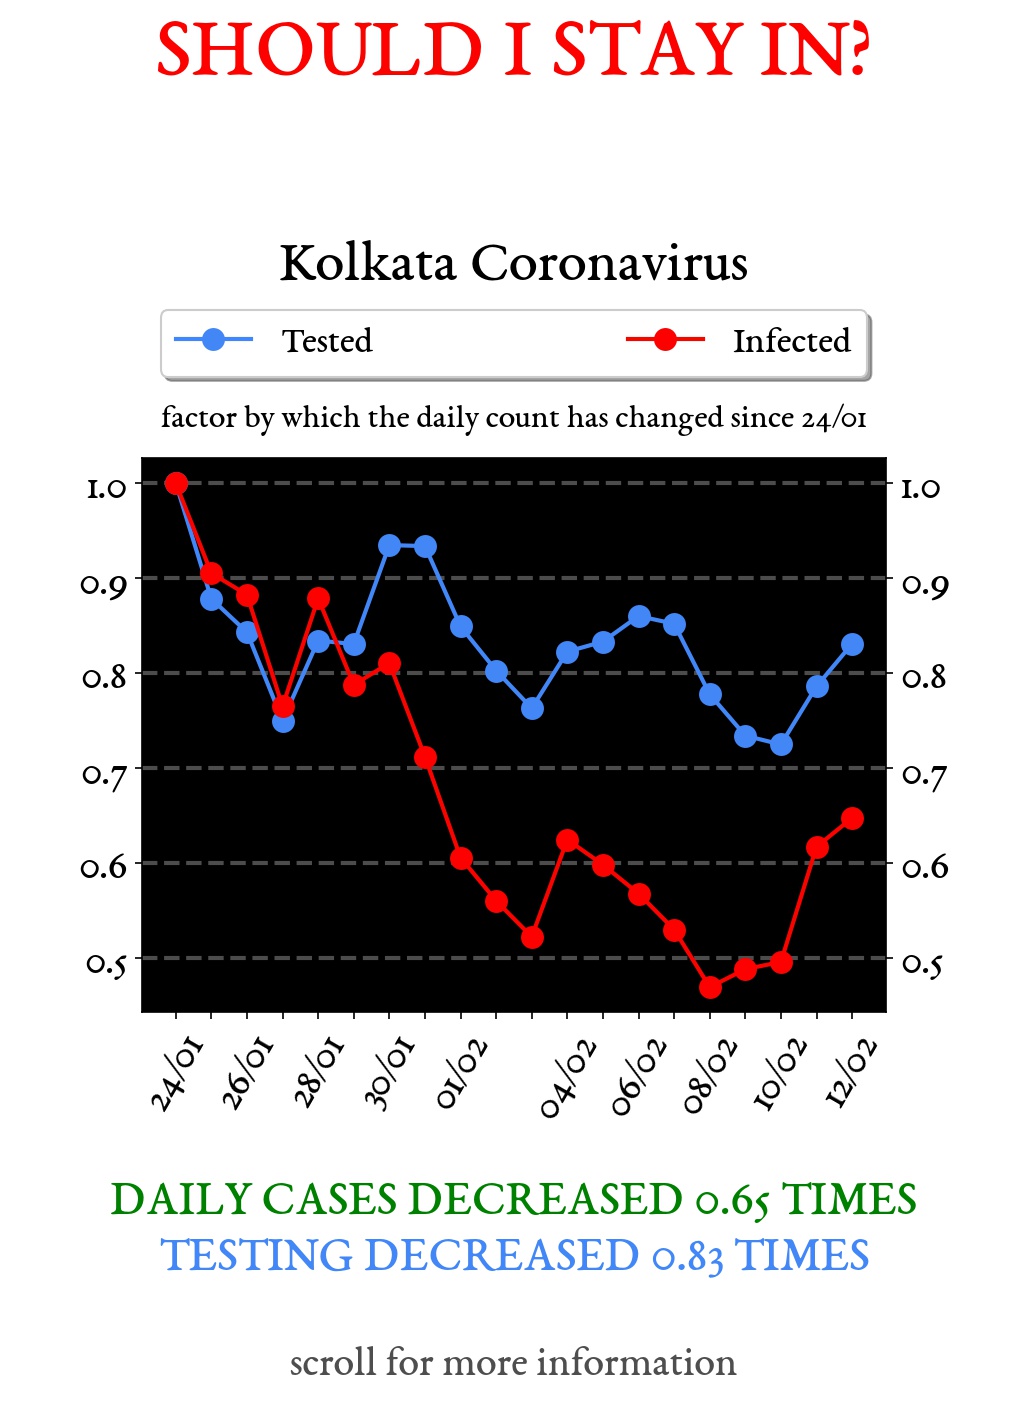 SHOULD I STAY IN?
Kolkata Coronavirus
Tested Infected
factor by which the daily count has changed since 24/01
1.0 1.0
0.9 0.9
0.8 0.8
0.7 0.7
0.6 0.6
0.5 0.5
24/01 26/01 28/01 30/01 01/02 04/02 06/02 08/02 10/02 12/02
DAILY CASES DECREASED 0.65 TIMES
TESTING DECREASED 0.83 TIMES
scroll for more information